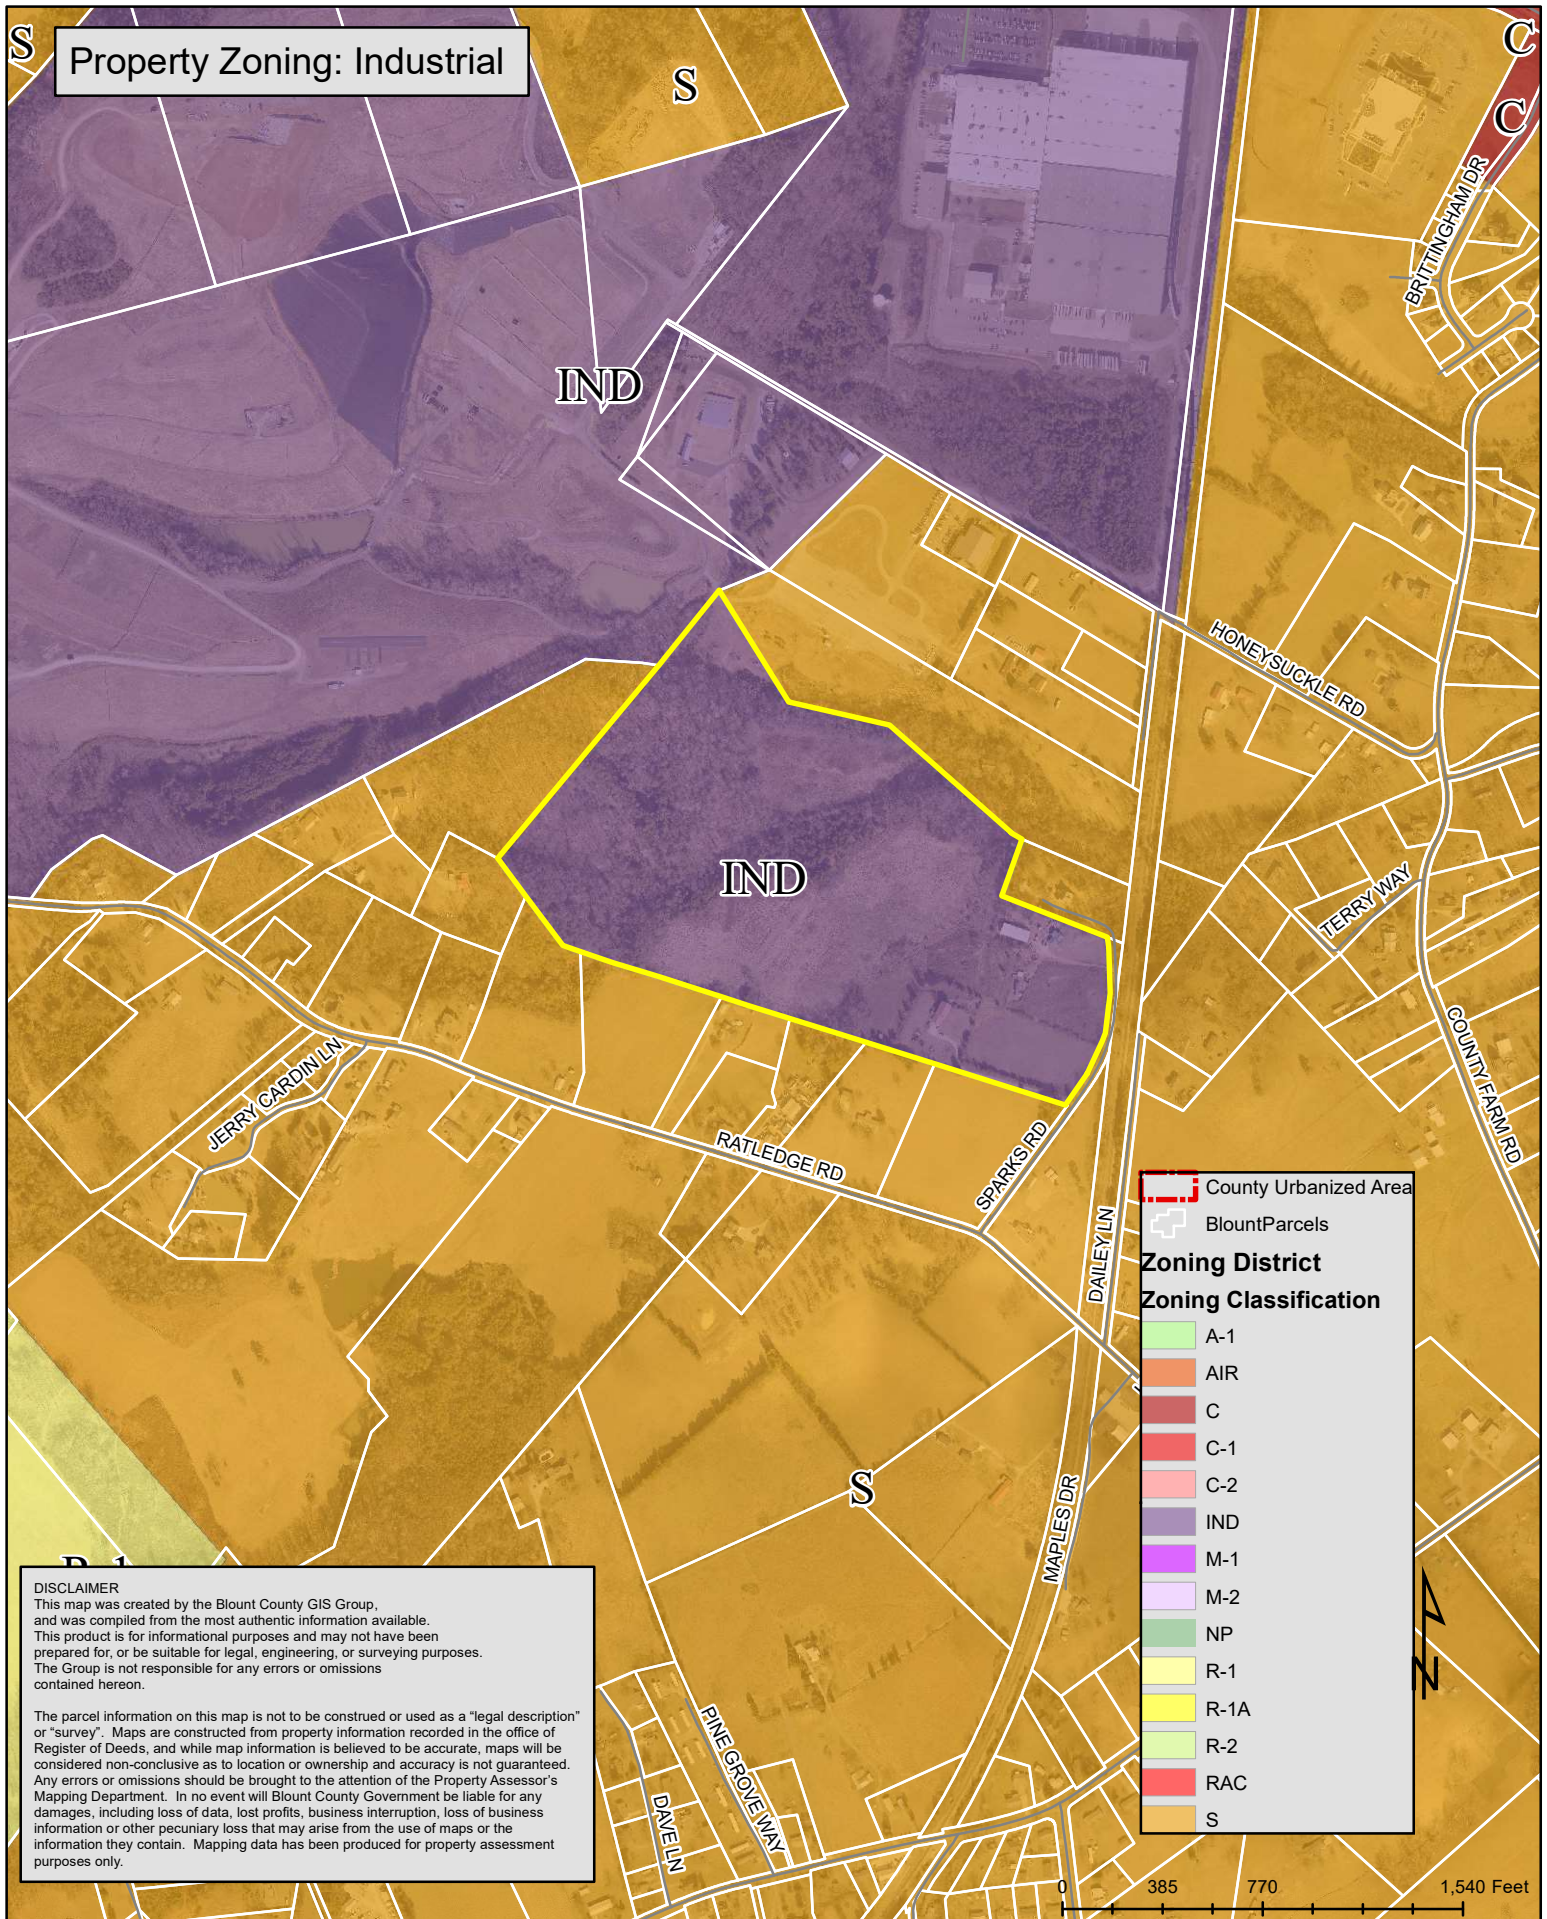 Property Zoning: Industrial
S
S
C
C
BRITTINGHAM DR
IND
HONEYSUCKLE RD
IND
TERRY WAY
COUNTY FARM RD
JERRY CARDIN LN
RATLEDGE RD
SPARKS RD
DAILEY LN
S
MAPLES DR
PINE GROVE WAY
DAVE LN
County Urbanized Area
BlountParcels
Zoning District
Zoning Classification
A-1
AIR
C
C-1
C-2
IND
M-1
M-2
NP
R-1
R-1A
R-2
RAC
S
N
0 385 770 1,540 Feet
DISCLAIMER
This map was created by the Blount County GIS Group,
and was compiled from the most authentic information available.
This product is for informational purposes and may not have been
prepared for, or be suitable for legal, engineering, or surveying purposes.
The Group is not responsible for any errors or omissions
contained hereon.
The parcel information on this map is not to be construed or used as a “legal description”
or “survey”. Maps are constructed from property information recorded in the office of
Register of Deeds, and while map information is believed to be accurate, maps will be
considered non-conclusive as to location or ownership and accuracy is not guaranteed.
Any errors or omissions should be brought to the attention of the Property Assessor’s
Mapping Department. In no event will Blount County Government be liable for any
damages, including loss of data, lost profits, business interruption, loss of business
information or other pecuniary loss that may arise from the use of maps or the
information they contain. Mapping data has been produced for property assessment
purposes only.